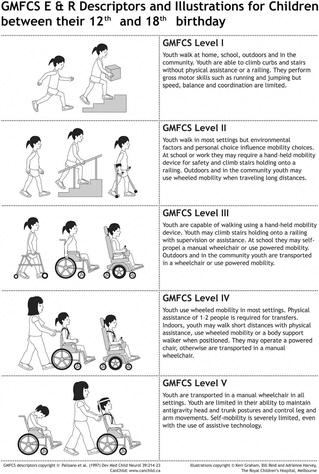 GMFCS E & R Descriptors and Illustrations for Children
between their 12th and 18th birthday
GMFCS Level I
Youth walk at home, school, outdoors and in the
community. Youth are able to climb curbs and stairs
without physical assistance or a railing. They perform
gross motor skills such as running and jumping but
speed, balance and coordination are limited.
GMFCS Level II
Youth walk in most settings but environmental
factors and personal choice influence mobility choices.
At school or work they may require a hand-held mobility
device for safety and climb stairs holding onto a
railing. Outdoors and in the community youth may
use wheeled mobility when traveling long distances.
GMFCS Level III
Youth are capable of walking using a hand-held mobility
device. Youth may climb stairs holding onto a railing
with supervision or assistance. At school they may self-
propel a manual wheelchair or use powered mobility.
Outdoors and in the community youth are transported
in a wheelchair or use powered mobility.
GMFCS Level IV
Youth use wheeled mobility in most settings. Physical
assistance of 1-2 people is required for transfers.
Indoors, youth may walk short distances with physical
assistance, use wheeled mobility or a body support
walker when positioned. They may operate a powered
chair, otherwise are transported in a manual
wheelchair.
GMFCS Level V
Youth are transported in a manual wheelchair in all
settings. Youth are limited in their ability to maintain
antigravity head and trunk postures and control leg and
arm movements. Self-mobility is severely limited, even
with the use of assistive technology.
GMFCS descriptors copyright © Palisano et al. (1997) Dev Med Child Neurol 39:214-23
CanChild: www.canchild.ca
Illustrations copyright © Kerr Graham, Bill Reid and Adrienne Harvey,
The Royal Children's Hospital, Melbourne